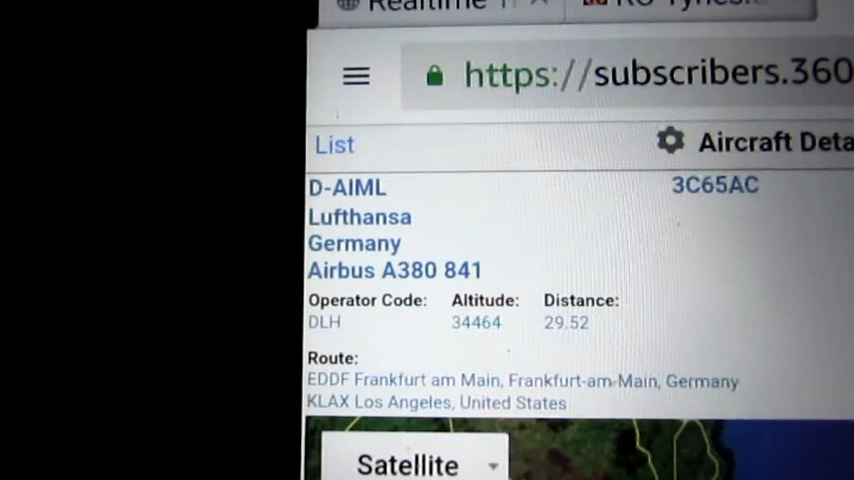 Realtime
https://subscribers.360
List
Aircraft Deta
D-AIML
3C65AC
Lufthansa
Germany
Airbus A380 841
Operator Code: Altitude: Distance:
DLH 34464 29.52
Route:
EDDF Frankfurt am Main, Frankfurt-am-Main, Germany
KLAX Los Angeles, United States
Satellite